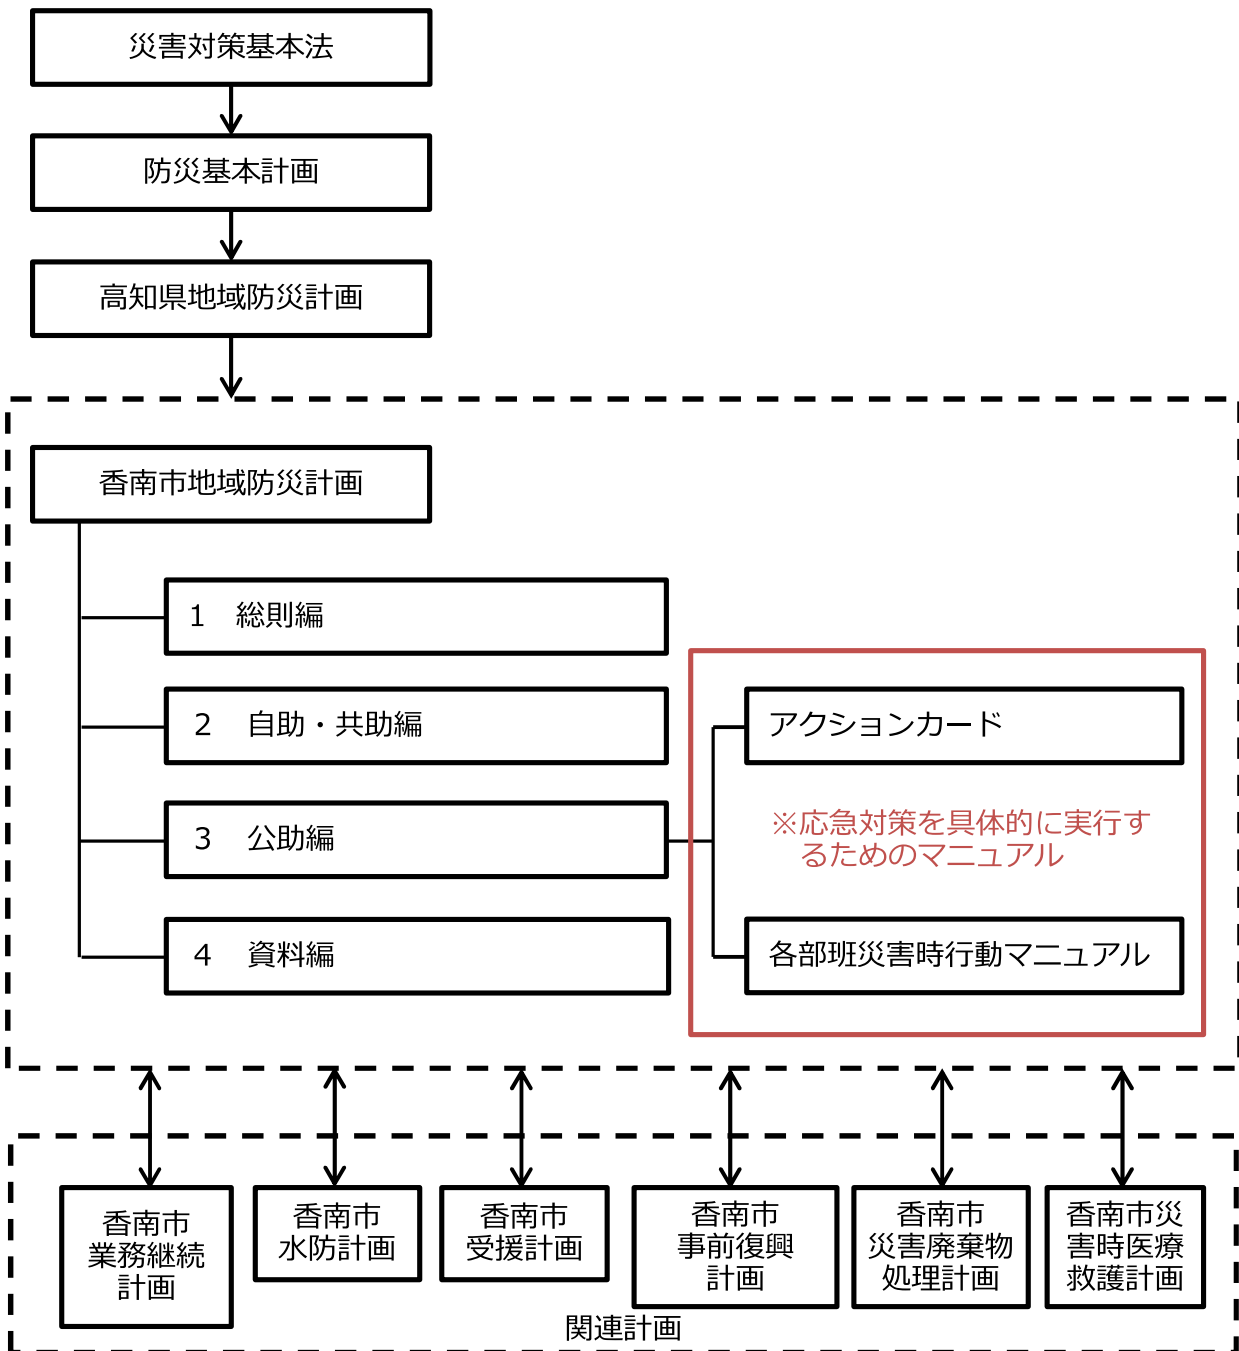 災害対策基本法
防災基本計画
高知県地域防災計画
香南市地域防災計画
1　総則編
2　自助・共助編
3　公助編
4　資料編
アクションカード
※応急対策を具体的に実行す
るためのマニュアル
各部班災害時行動マニュアル
香南市
業務継続
計画
香南市
水防計画
香南市
受援計画
香南市
事前復興
計画
香南市
災害廃棄物
処理計画
香南市災
害時医療
救護計画
関連計画